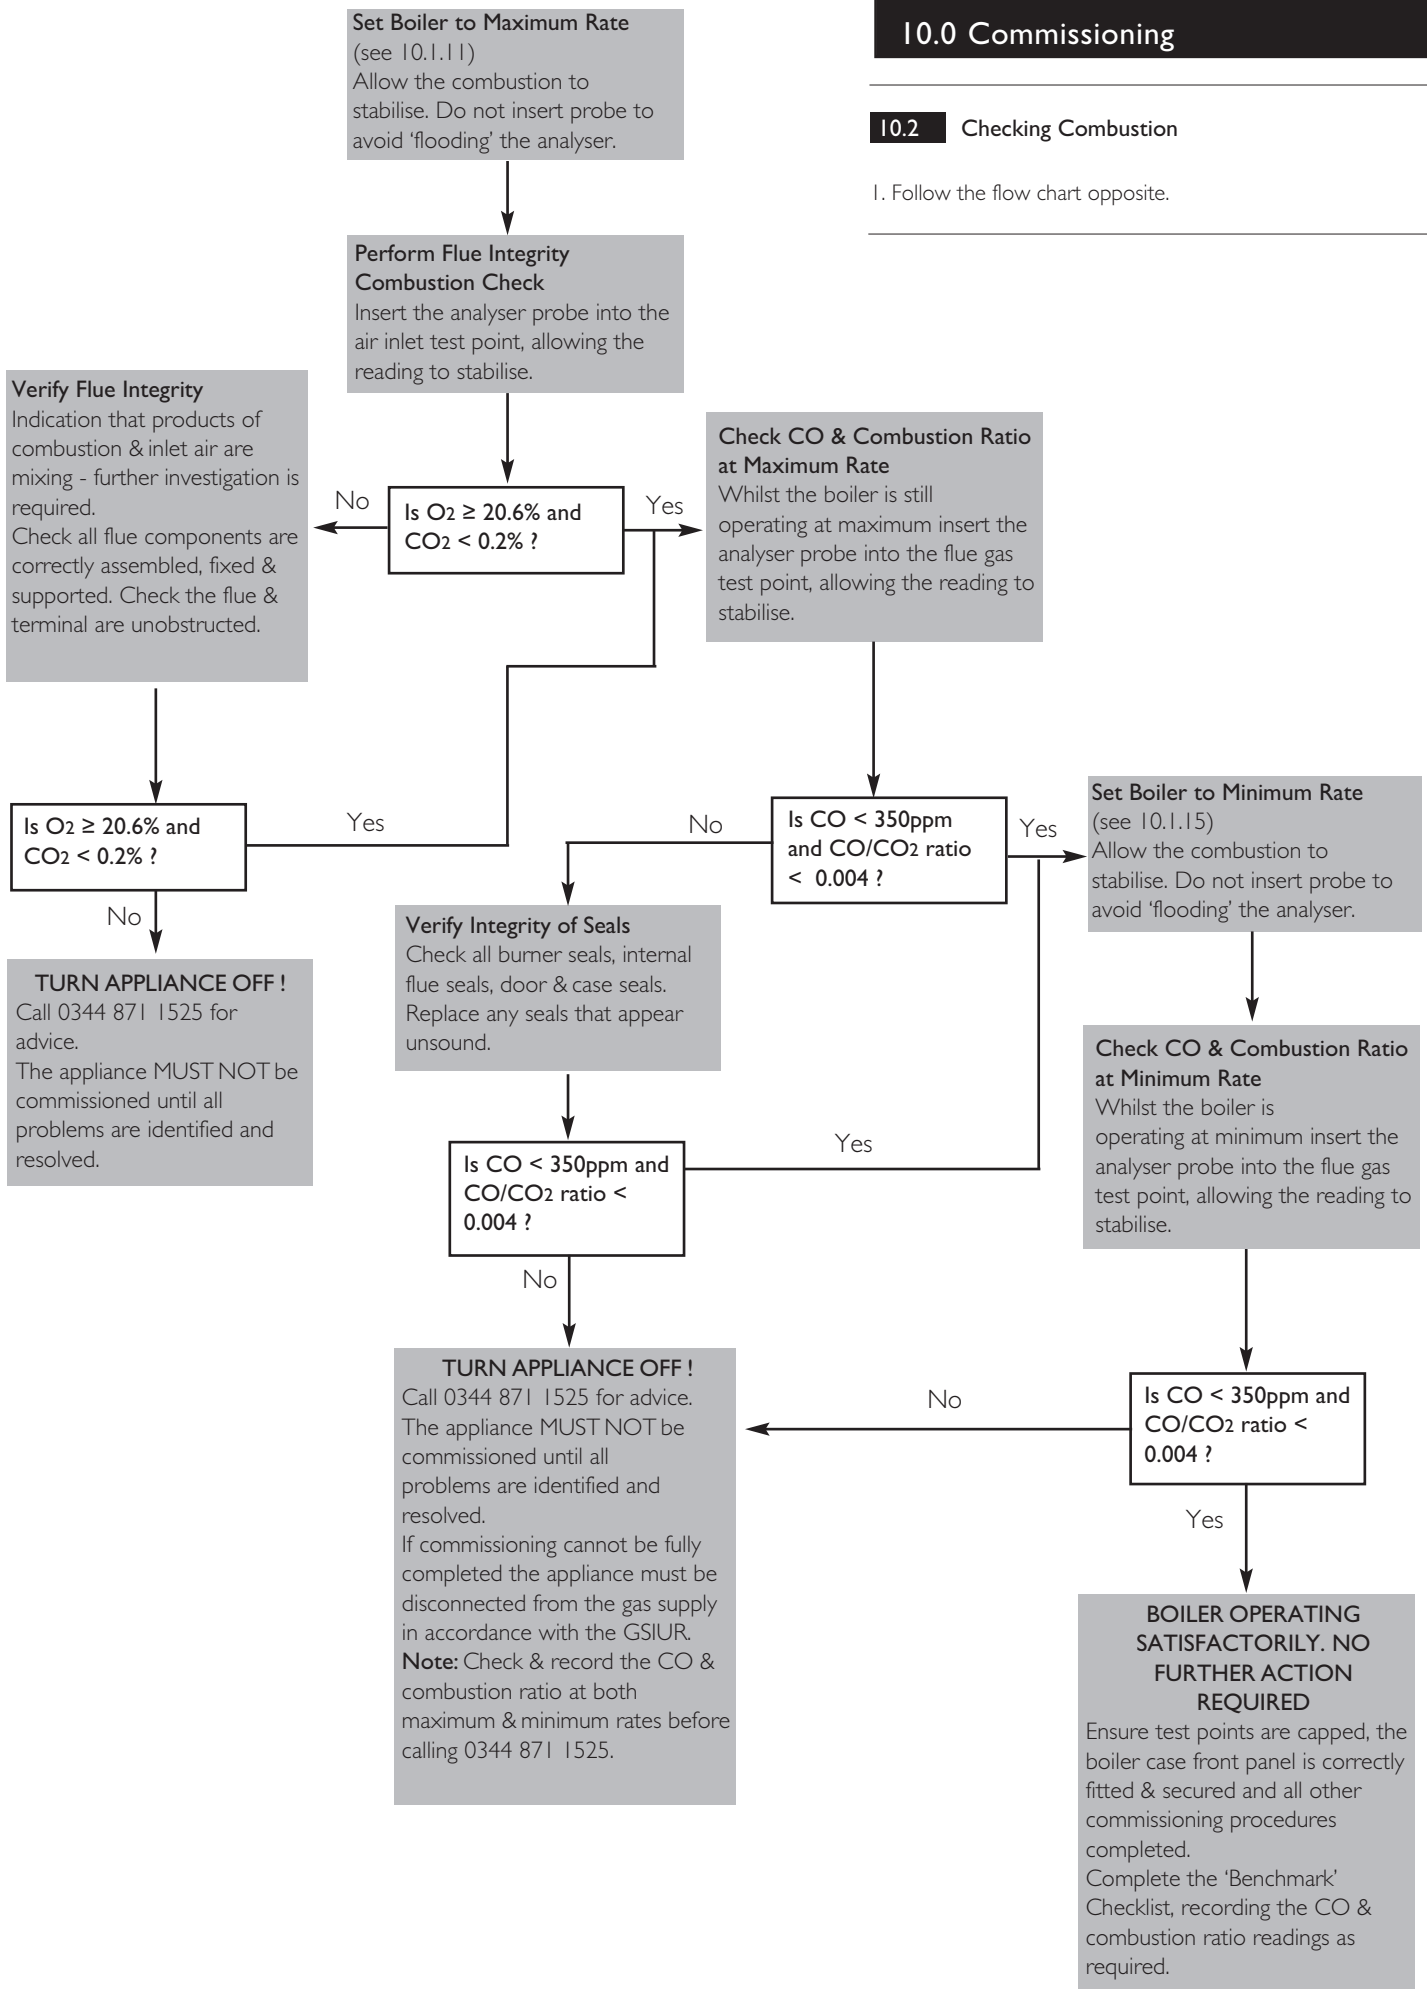 10.0 Commissioning
10.2 Checking Combustion
1. Follow the flow chart opposite.
Set Boiler to Maximum Rate
(see 10.1.11)
Allow the combustion to
stabilise. Do not insert probe to
avoid ‘flooding’ the analyser.
Perform Flue Integrity
Combustion Check
Insert the analyser probe into the
air inlet test point, allowing the
reading to stabilise.
Is O2 ≥ 20.6% and
CO2 < 0.2% ?
No
Yes
Verify Flue Integrity
Indication that products of
combustion & inlet air are
mixing - further investigation is
required.
Check all flue components are
correctly assembled, fixed &
supported. Check the flue &
terminal are unobstructed.
Is O2 ≥ 20.6% and
CO2 < 0.2% ?
Yes
No
TURN APPLIANCE OFF !
Call 0344 871 1525 for
advice.
The appliance MUST NOT be
commissioned until all
problems are identified and
resolved.
Check CO & Combustion Ratio
at Maximum Rate
Whilst the boiler is still
operating at maximum insert the
analyser probe into the flue gas
test point, allowing the reading to
stabilise.
Is CO < 350ppm
and CO/CO2 ratio
< 0.004 ?
No
Yes
Verify Integrity of Seals
Check all burner seals, internal
flue seals, door & case seals.
Replace any seals that appear
unsound.
Is CO < 350ppm and
CO/CO2 ratio <
0.004 ?
Yes
No
TURN APPLIANCE OFF !
Call 0344 871 1525 for advice.
The appliance MUST NOT be
commissioned until all
problems are identified and
resolved.
If commissioning cannot be fully
completed the appliance must be
disconnected from the gas supply
in accordance with the GSIUR.
Note: Check & record the CO &
combustion ratio at both
maximum & minimum rates before
calling 0344 871 1525.
Set Boiler to Minimum Rate
(see 10.1.15)
Allow the combustion to
stabilise. Do not insert probe to
avoid ‘flooding’ the analyser.
Check CO & Combustion Ratio
at Minimum Rate
Whilst the boiler is
operating at minimum insert the
analyser probe into the flue gas
test point, allowing the reading to
stabilise.
Is CO < 350ppm and
CO/CO2 ratio <
0.004 ?
No
Yes
BOILER OPERATING
SATISFACTORILY. NO
FURTHER ACTION
REQUIRED
Ensure test points are capped, the
boiler case front panel is correctly
fitted & secured and all other
commissioning procedures
completed.
Complete the ‘Benchmark’
Checklist, recording the CO &
combustion ratio readings as
required.